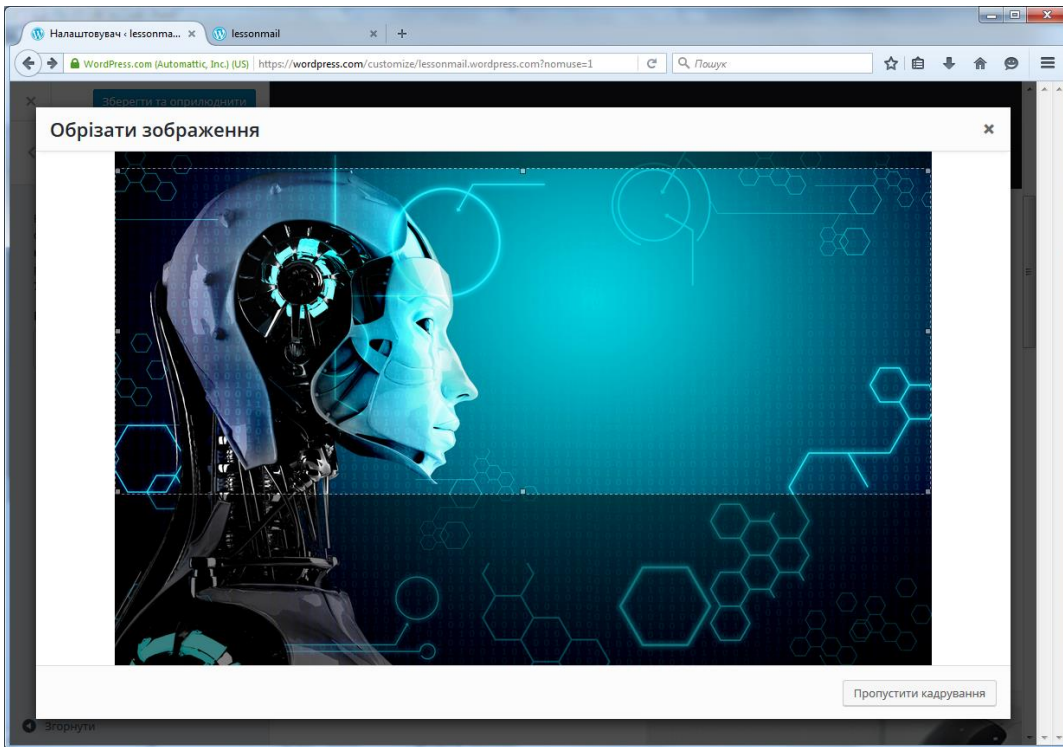 Налаштовувач ‹ lessonma...
lessonmail
WordPress.com (Automattic, Inc.) (US)
https://wordpress.com/customize/lessonmail.wordpress.com?nomuse=1
Пошук
Зберегти та оприлюднити
Обрізати зображення
Пропустити кадрування
Згорнути